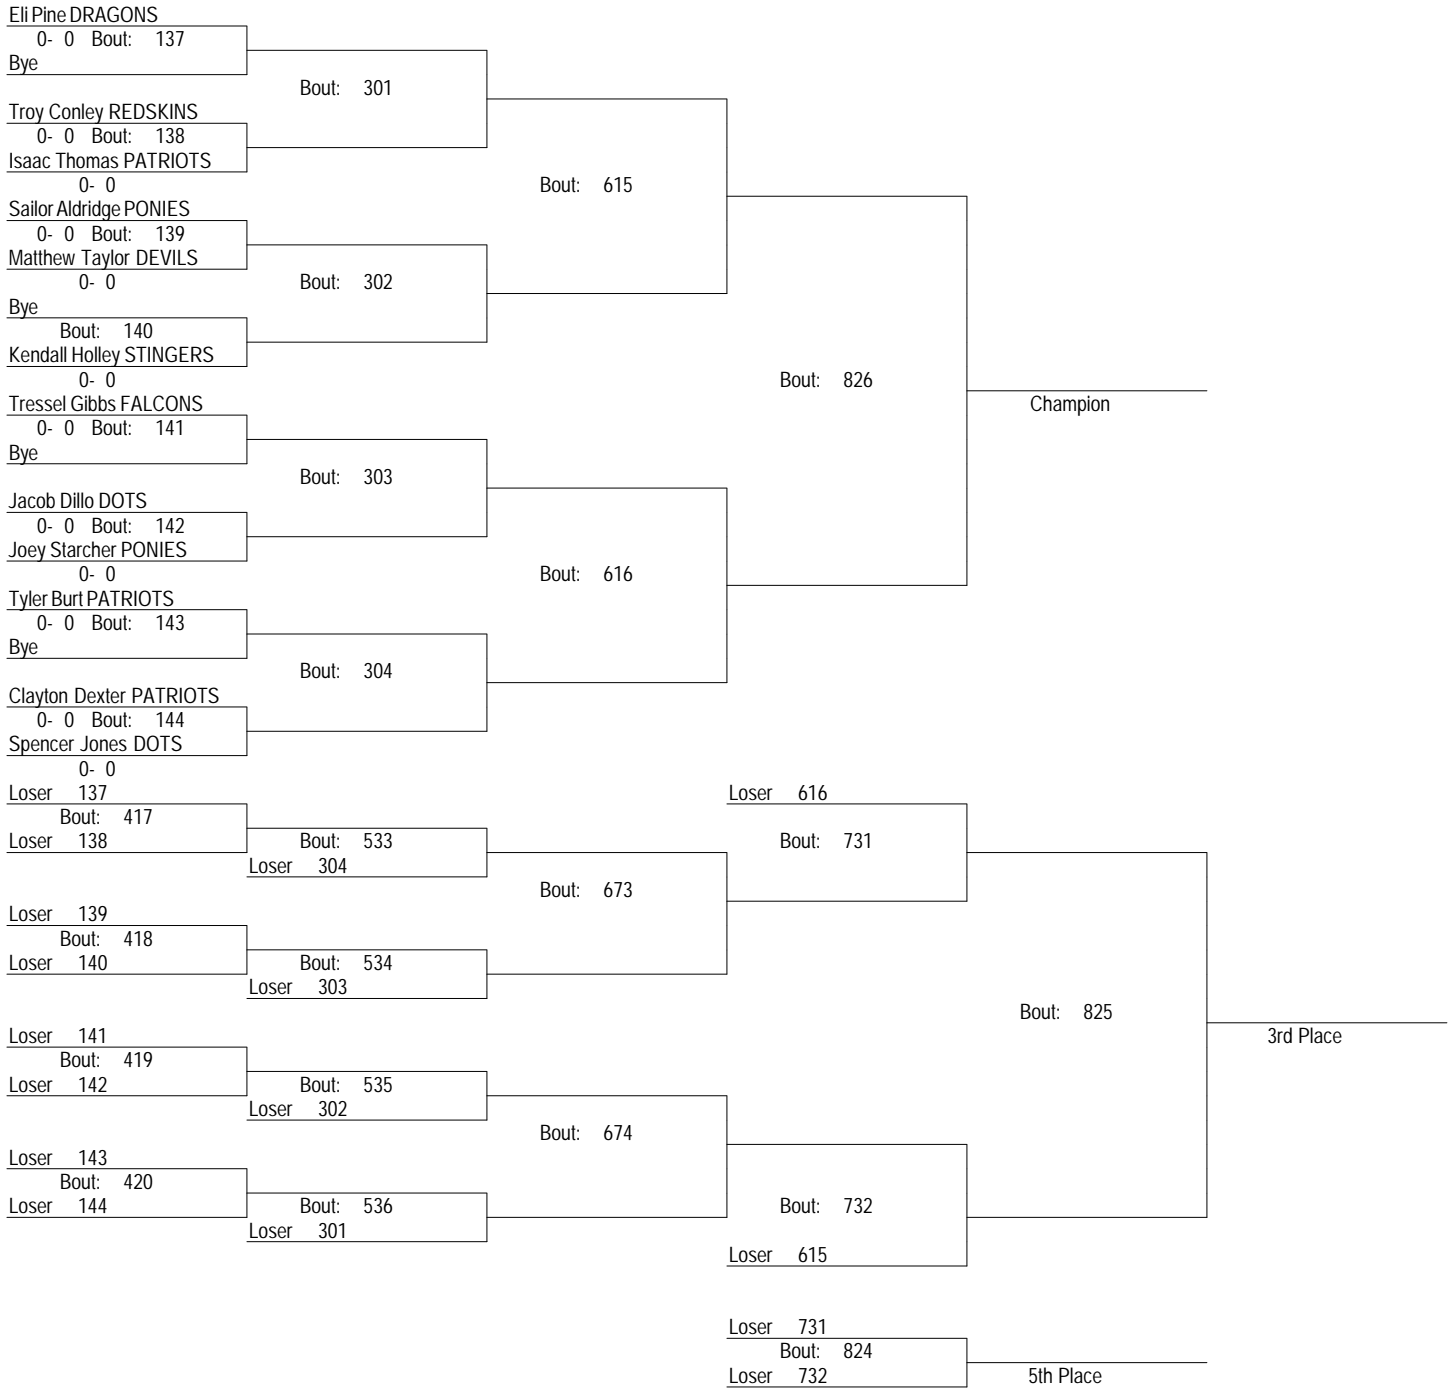 Eli Pine DRAGONS
0- 0 Bout: 137
Bye
Bout: 301
Troy Conley REDSKINS
0- 0 Bout: 138
Isaac Thomas PATRIOTS
0- 0
Bout: 615
Sailor Aldridge PONIES
0- 0 Bout: 139
Matthew Taylor DEVILS
0- 0
Bout: 302
Bye
Bout: 140
Kendall Holley STINGERS
0- 0
Bout: 826
Tressel Gibbs FALCONS
Champion
0- 0 Bout: 141
Bye
Bout: 303
Jacob Dillo DOTS
0- 0 Bout: 142
Joey Starcher PONIES
0- 0
Bout: 616
Tyler Burt PATRIOTS
0- 0 Bout: 143
Bye
Bout: 304
Clayton Dexter PATRIOTS
0- 0 Bout: 144
Spencer Jones DOTS
0- 0
Loser 137
Loser 616
Bout: 417
Loser 138
Bout: 533
Bout: 731
Loser 304
Bout: 673
Loser 139
Bout: 418
Loser 140
Bout: 534
Loser 303
Bout: 825
Loser 141
3rd Place
Bout: 419
Loser 142
Bout: 535
Loser 302
Bout: 674
Loser 143
Bout: 420
Loser 144
Bout: 536
Bout: 732
Loser 301
Loser 615
Loser 731
Bout: 824
Loser 732
5th Place